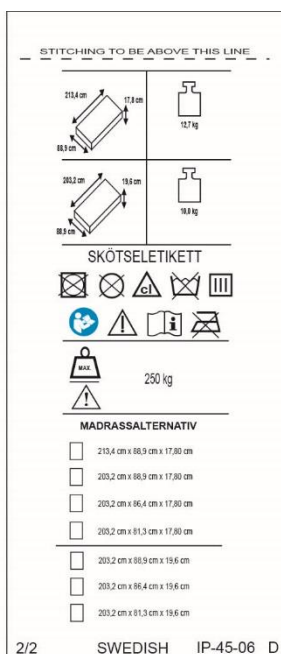 STITCHING TO BE ABOVE THIS LINE
213,4 cm
17,8 cm
88,9 cm
12,7 kg
203,2 cm
19,6 cm
88,9 cm
SKÖTSELETIKETT
cl
MAX.
250 kg
MADRASSALTERNATIV
213,4 cm x 88,9 cm x 17,80 cm
203,2 cm x 88,9 cm x 17,80 cm
203,2 cm x 86,4 cm x 17,80 cm
203,2 cm x 81,3 cm x 17,80 cm
203,2 cm x 88,9 cm x 19,6 cm
203,2 cm x 86,4 cm x 19,6 cm
203,2 cm x 81,3 cm x 19,6 cm
2/2 SWEDISH IP-45-06 D